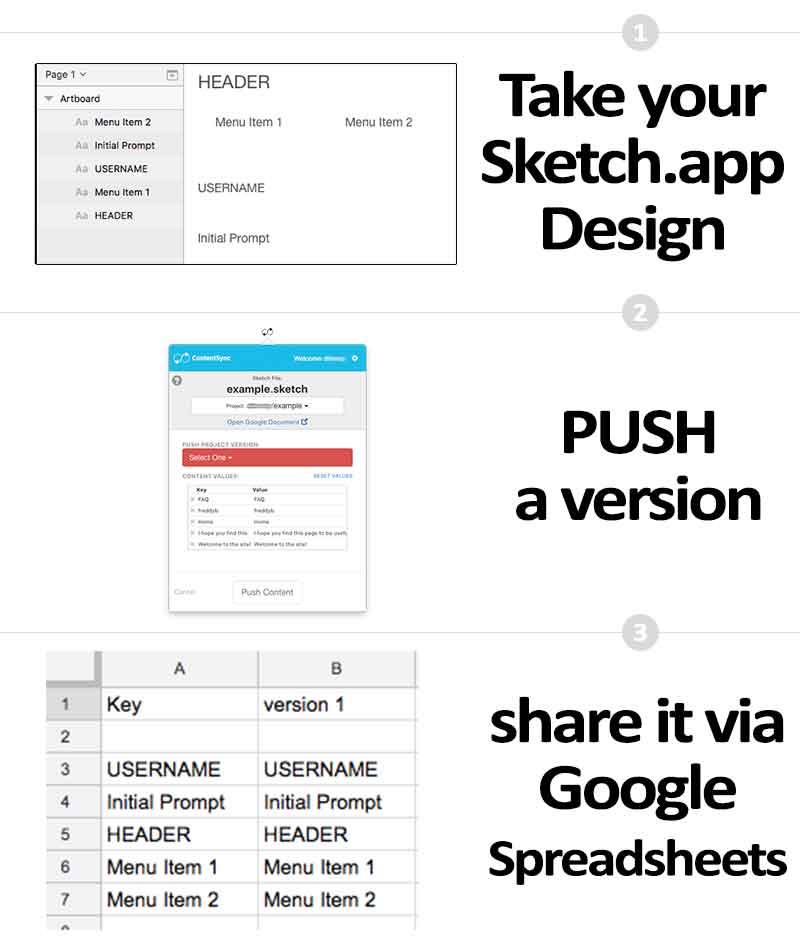 1
Page 1
Artboard
Aa Menu Item 2
Aa Initial Prompt
Aa USERNAME
Aa Menu Item 1
Aa HEADER
HEADER
Menu Item 1 Menu Item 2
USERNAME
Initial Prompt
Take your
Sketch.app
Design
2
ContentSync Welcome
?
Sketch File:
example.sketch
Project: /example
Open Google Document
PUSH PROJECT VERSION:
Select One
CONTENT VALUES: RESET VALUES
Key Value
FAQ FAQ
freddyb freddyb
Home Home
I hope you find this I hope you find this page to be usefu
Welcome to the site! Welcome to the site!
Cancel Push Content
PUSH
a version
3
A B
1 Key version 1
2
3 USERNAME USERNAME
4 Initial Prompt Initial Prompt
5 HEADER HEADER
6 Menu Item 1 Menu Item 1
7 Menu Item 2 Menu Item 2
share it via
Google
Spreadsheets